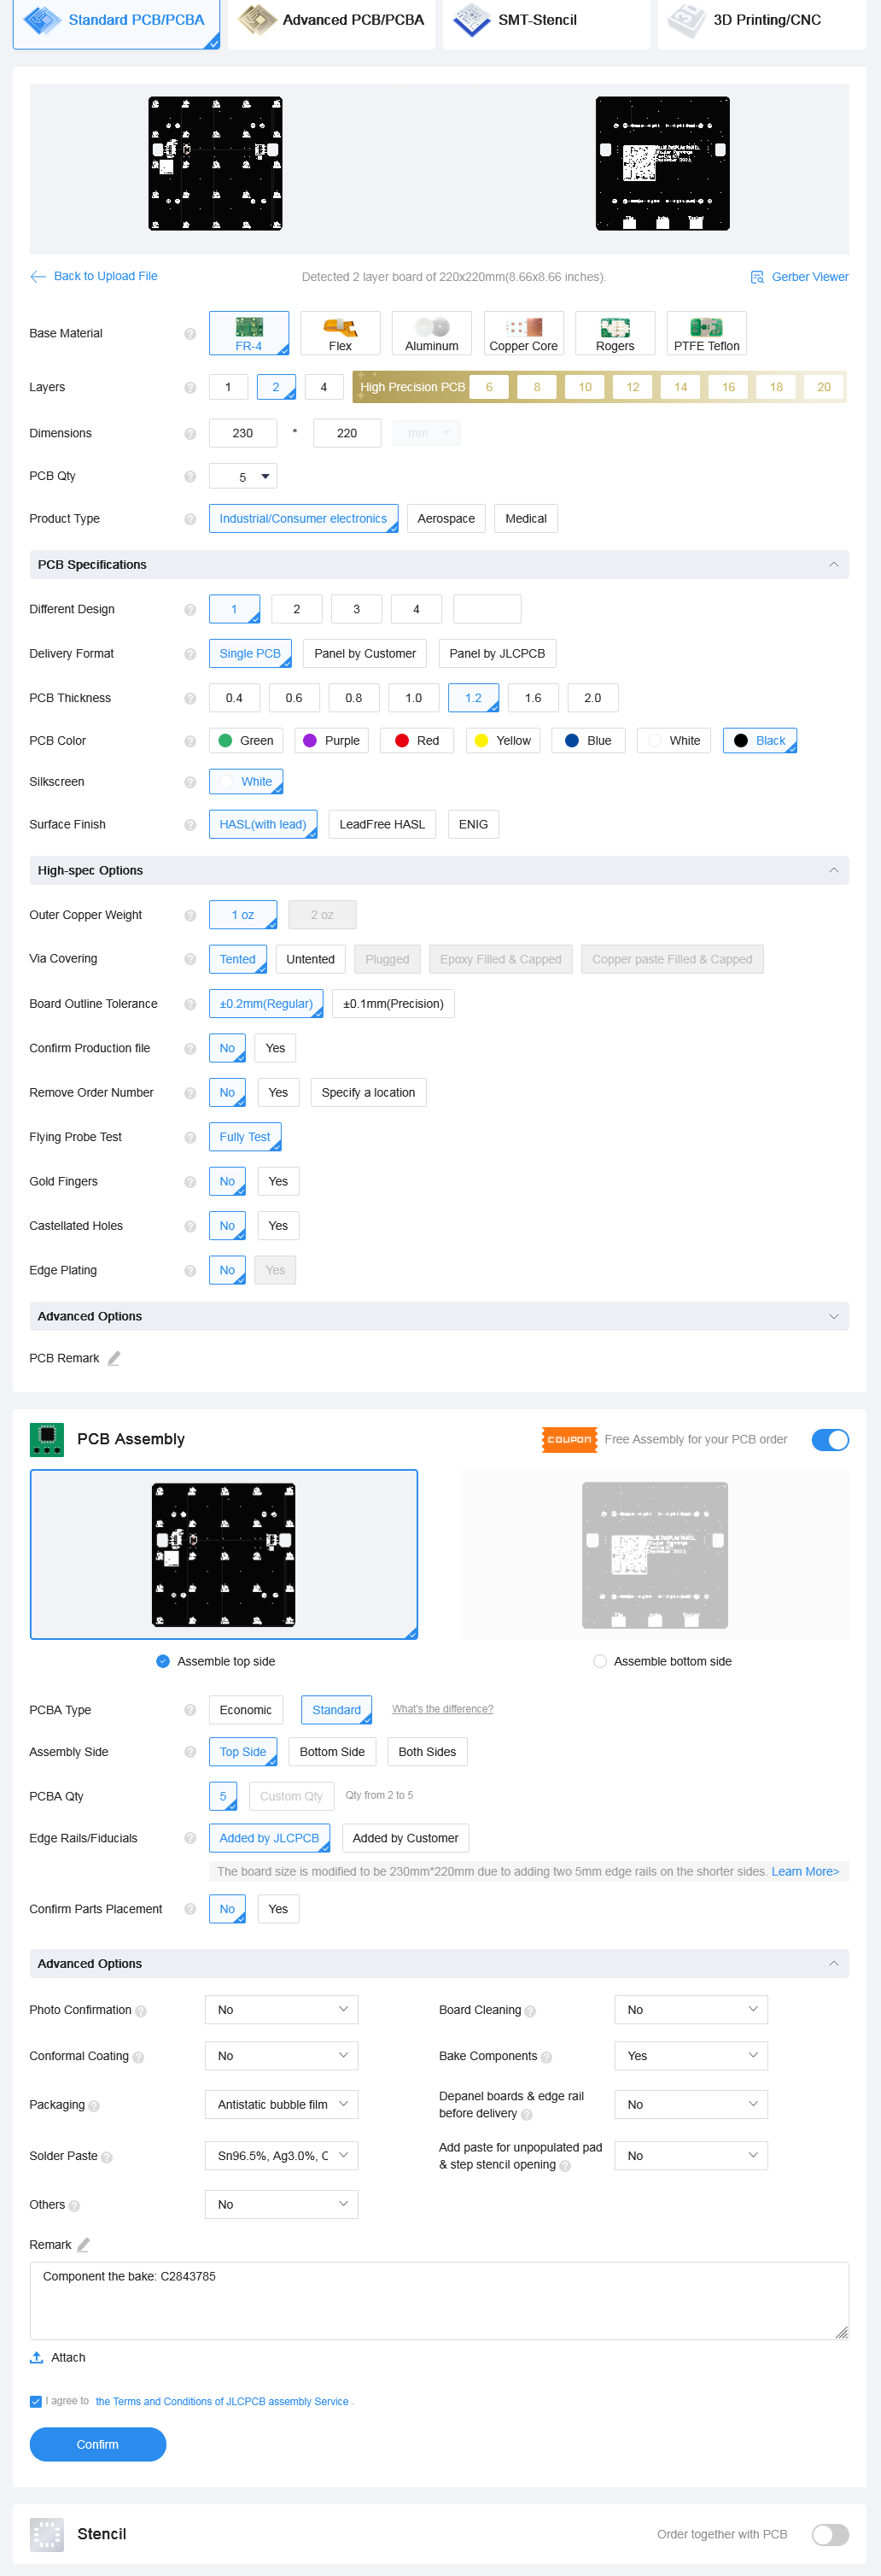 Standard PCB/PCBA
Advanced PCB/PCBA
SMT-Stencil
3D Printing/CNC
Back to Upload File
Detected 2 layer board of 220x220mm(8.66x8.66 inches).
Gerber Viewer
Base Material
FR-4
Flex
Aluminum
Copper Core
Rogers
PTFE Teflon
Layers
1 2 4 High Precision PCB 6 8 10 12 14 16 18 20
Dimensions
230 * 220 mm
PCB Qty
5
Product Type
Industrial/Consumer electronics Aerospace Medical
PCB Specifications
Different Design
1 2 3 4
Delivery Format
Single PCB Panel by Customer Panel by JLCPCB
PCB Thickness
0.4 0.6 0.8 1.0 1.2 1.6 2.0
PCB Color
Green Purple Red Yellow Blue White Black
Silkscreen
White
Surface Finish
HASL(with lead) LeadFree HASL ENIG
High-spec Options
Outer Copper Weight
1 oz 2 oz
Via Covering
Tented Untented Plugged Epoxy Filled & Capped Copper paste Filled & Capped
Board Outline Tolerance
±0.2mm(Regular) ±0.1mm(Precision)
Confirm Production file
No Yes
Remove Order Number
No Yes Specify a location
Flying Probe Test
Fully Test
Gold Fingers
No Yes
Castellated Holes
No Yes
Edge Plating
No Yes
Advanced Options
PCB Remark
PCB Assembly
COUPON Free Assembly for your PCB order
Assemble top side
Assemble bottom side
PCBA Type
Economic Standard What's the difference?
Assembly Side
Top Side Bottom Side Both Sides
PCBA Qty
5 Custom Qty Qty from 2 to 5
Edge Rails/Fiducials
Added by JLCPCB Added by Customer
The board size is modified to be 230mm*220mm due to adding two 5mm edge rails on the shorter sides. Learn More>
Confirm Parts Placement
No Yes
Advanced Options
Photo Confirmation No
Board Cleaning No
Conformal Coating No
Bake Components Yes
Packaging Antistatic bubble film
Depanel boards & edge rail
before delivery No
Solder Paste Sn96.5%, Ag3.0%, C
Add paste for unpopulated pad
& step stencil opening No
Others No
Remark
Component the bake: C2843785
Attach
I agree to the Terms and Conditions of JLCPCB assembly Service .
Confirm
Stencil
Order together with PCB